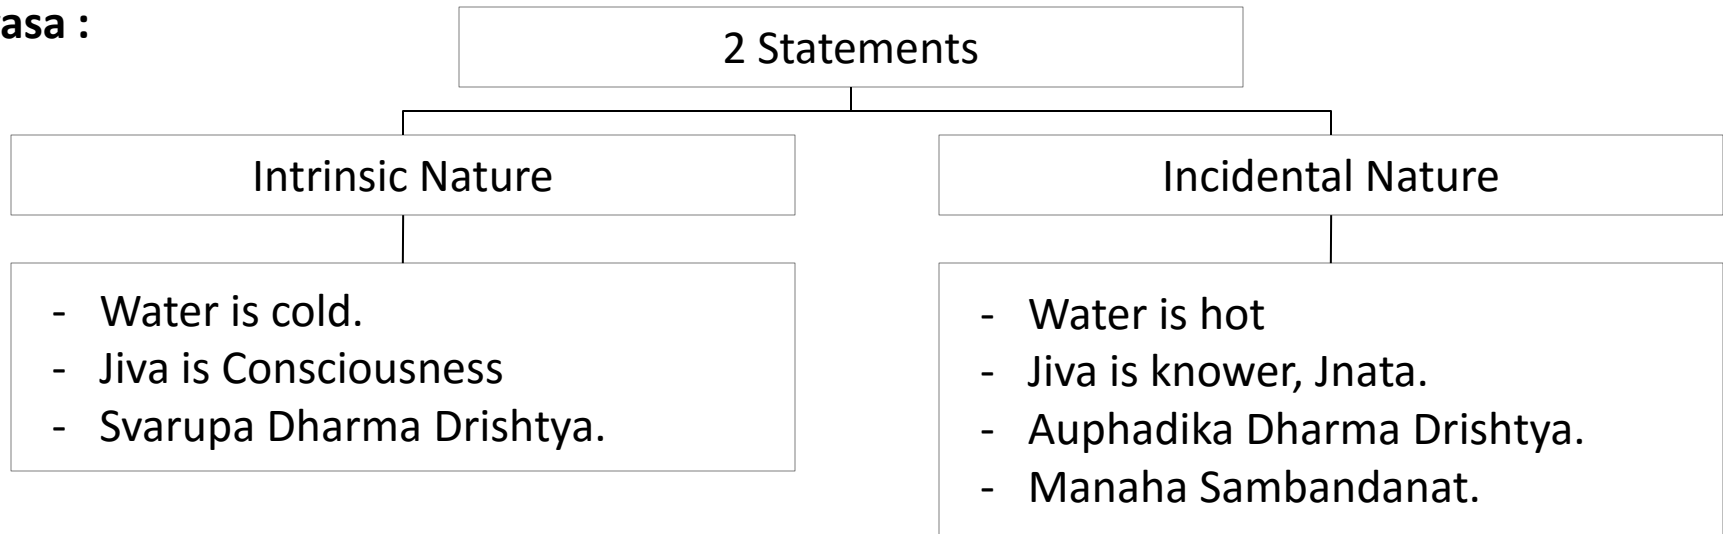 asa :
2 Statements
Intrinsic Nature
Incidental Nature
- Water is cold.
- Jiva is Consciousness
- Svarupa Dharma Drishtya.
- Water is hot
- Jiva is knower, Jnata.
- Auphadika Dharma Drishtya.
- Manaha Sambandanat.